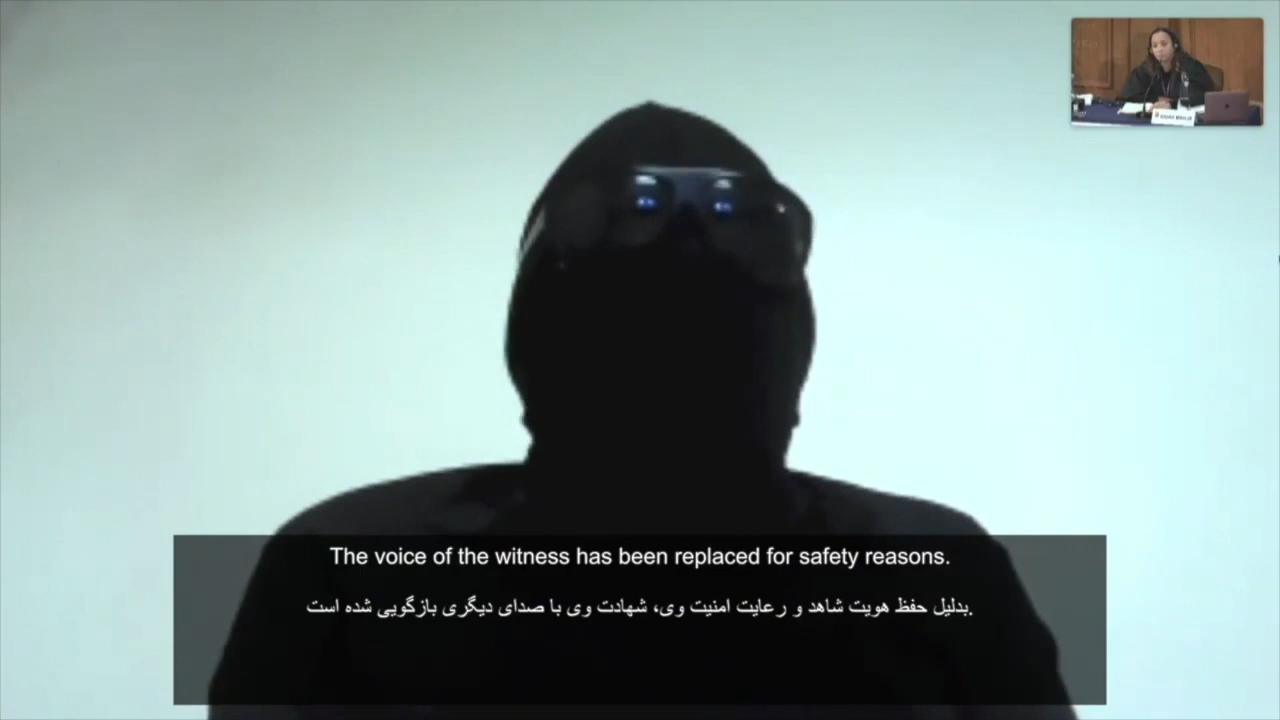 The voice of the witness has been replaced for safety reasons.
بدلیل حفظ هویت شاهد و رعایت امنیت وی، شهادت وی با صدای دیگری بازگویی شده است.